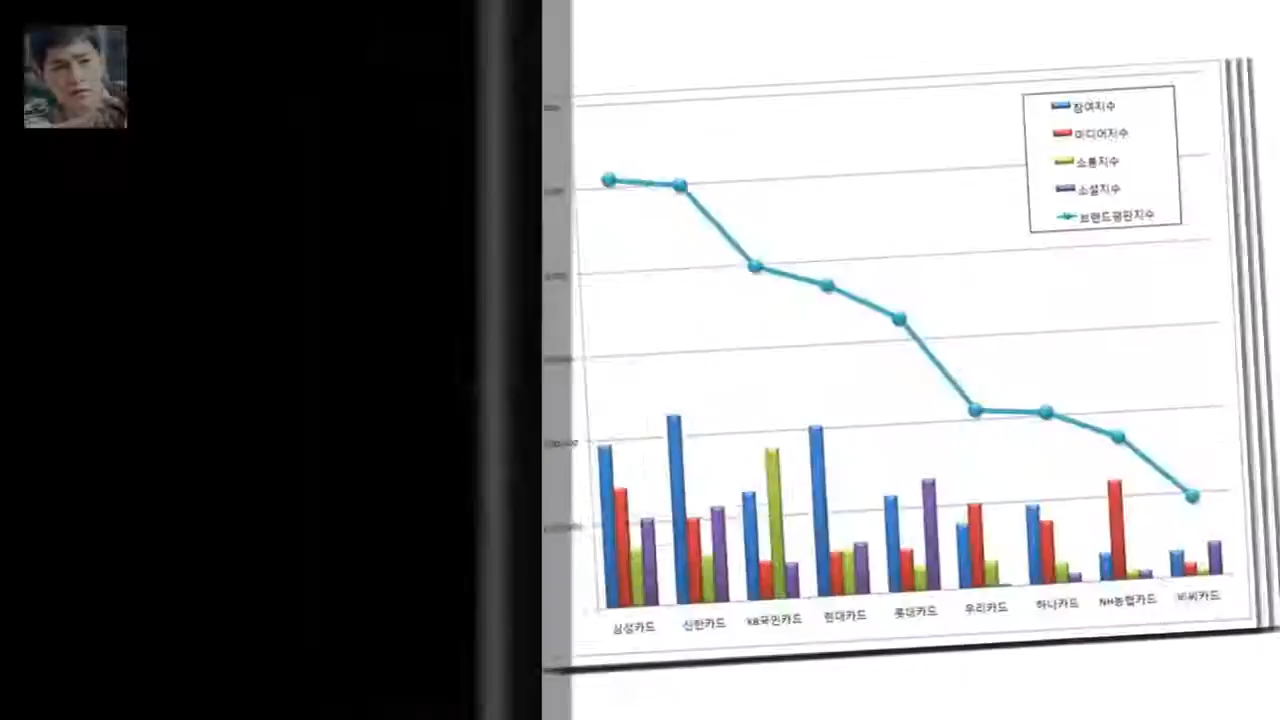 참여지수
미디어지수
소통지수
소셜지수
브랜드평판지수
삼성카드
신한카드
KB국민카드
현대카드
롯데카드
우리카드
하나카드
NH농협카드
비씨카드